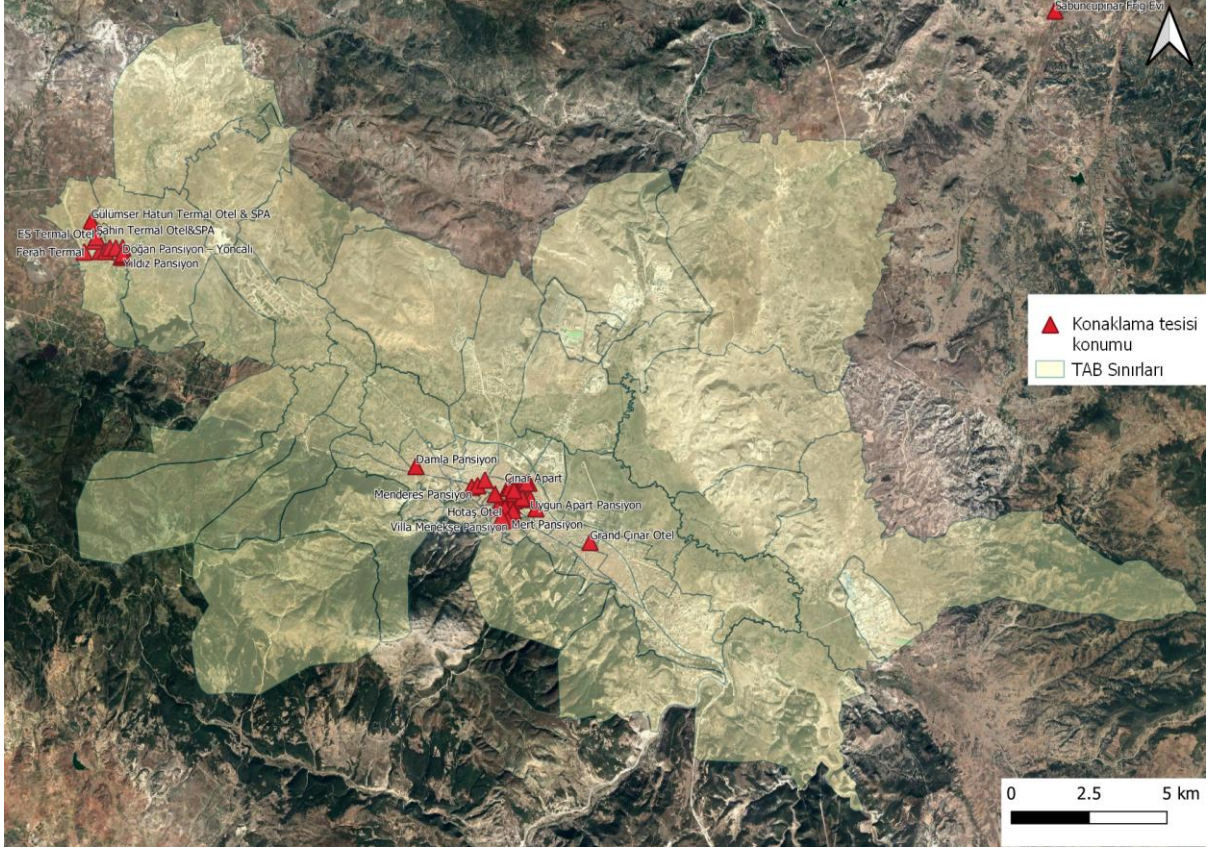 Sabuncupınar Frig Evi
Gülümser Hatun Termal Otel & SPA
ES Termal Otel
Şahin Termal Otel&SPA
Ferah Termal
Doğan Pansiyon – Yoncalı
Yıldız Pansiyon
Konaklama tesisi
konumu
TAB Sınırları
Damla Pansiyon
Çınar Apart
Menderes Pansiyon
Uygun Apart Pansiyon
Hotaş Otel
Villa Menekşe Pansiyon
Mert Pansiyon
Grand Çınar Otel
0 2.5 5 km